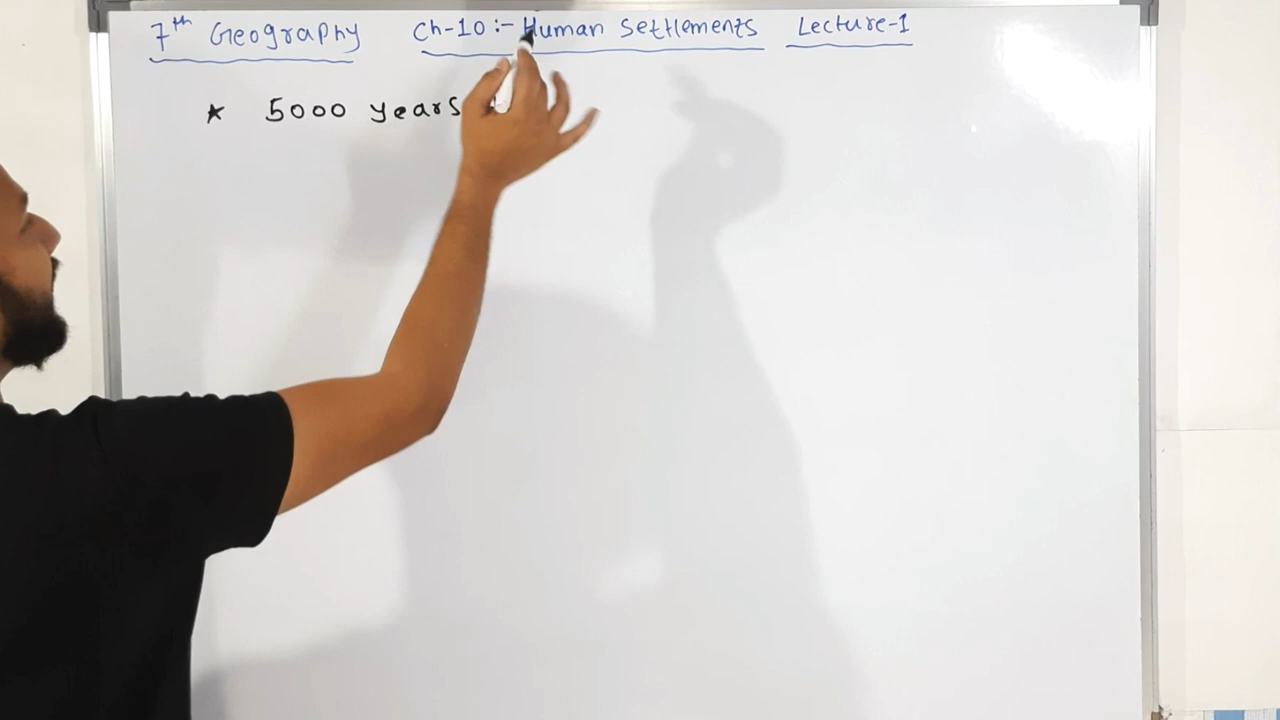 7th Geography Ch-10 :- Human Settlements Lecture-1
★ 5000 years